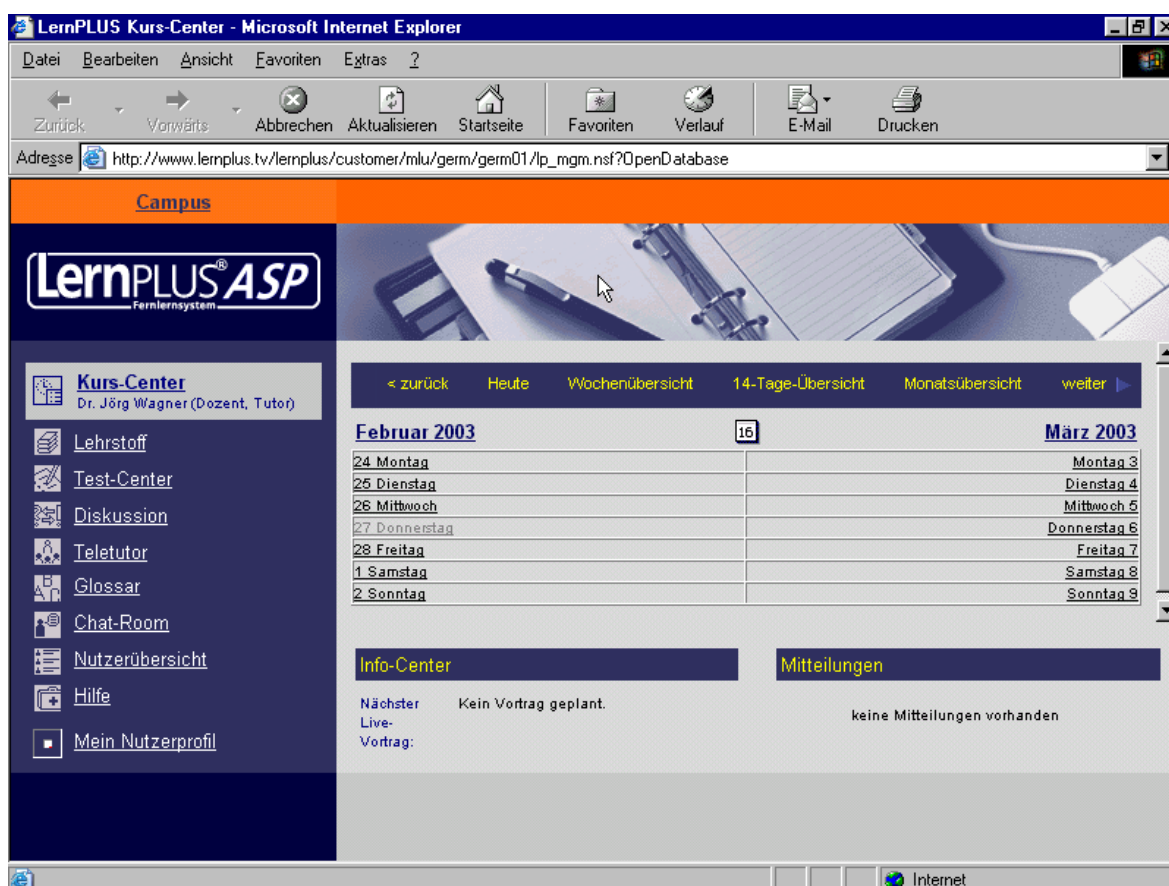 LernPLUS Kurs-Center - Microsoft Internet Explorer
Datei Bearbeiten Ansicht Favoriten Extras ?
Zurück Vorwärts Abbrechen Aktualisieren Startseite Favoriten Verlauf E-Mail Drucken
Adresse http://www.lernplus.tv/lernplus/customer/mlu/germ/germ01/lp_mgm.nsf?OpenDatabase
Campus
LernPLUS® ASP
Fernlernsystem
Kurs-Center
Dr. Jörg Wagner (Dozent, Tutor)
Lehrstoff
Test-Center
Diskussion
Teletutor
Glossar
Chat-Room
Nutzerübersicht
Hilfe
Mein Nutzerprofil
< zurück Heute Wochenübersicht 14-Tage-Übersicht Monatsübersicht weiter
Februar 2003 16 März 2003
24 Montag Montag 3
25 Dienstag Dienstag 4
26 Mittwoch Mittwoch 5
27 Donnerstag Donnerstag 6
28 Freitag Freitag 7
1 Samstag Samstag 8
2 Sonntag Sonntag 9
Info-Center
Nächster Kein Vortrag geplant.
Live-
Vortrag:
Mitteilungen
keine Mitteilungen vorhanden
Internet